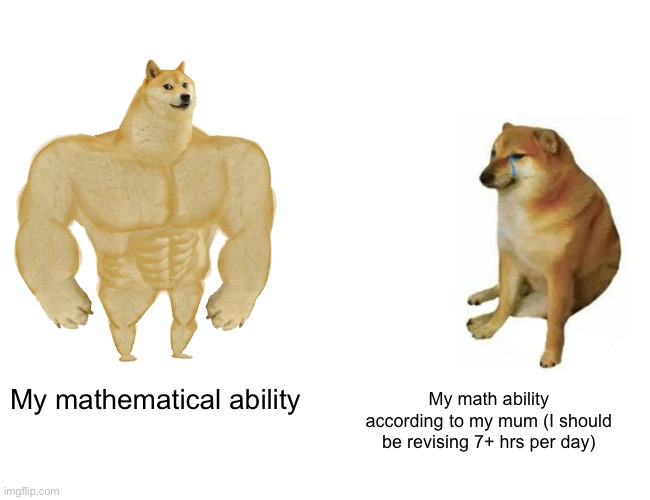 My mathematical ability
My math ability
according to my mum (I should
be revising 7+ hrs per day)
imgflip.com